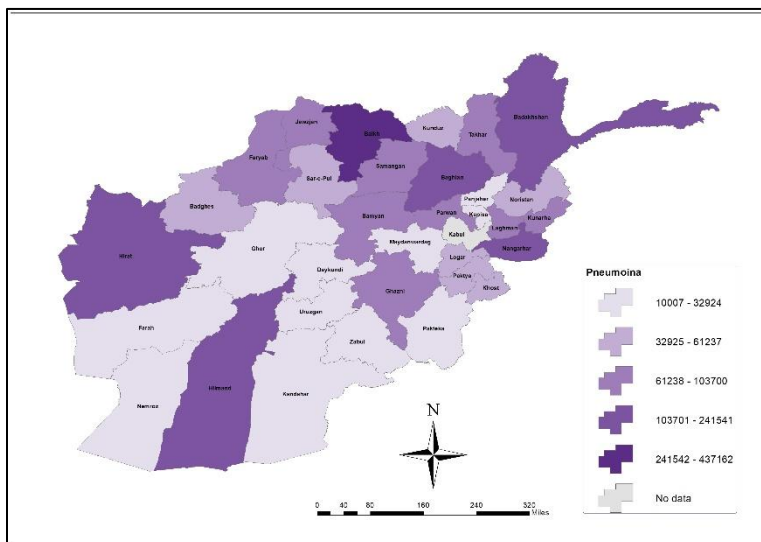 Badakhshan
Jawzjan
Balkh
Kunduz
Takhar
Faryab
Samangan
Sar-e-Pul
Baghlan
Badghes
Panjsher
Noristan
Bamyan
Parwan
Kapisa
Kunarha
Laghman
Hirat
Ghor
Maydanwardag
Kabul
Nangarhar
Logar
Daykundi
Paktya
Ghazni
Khost
Uruzgan
Farah
Zabul
Paktika
Nemroz
Hilmand
Kandahar
Pneumoina
10007 - 32924
32925 - 61237
61238 - 103700
103701 - 241541
241542 - 437162
No data
N
0 40 80 160 240 320
Miles